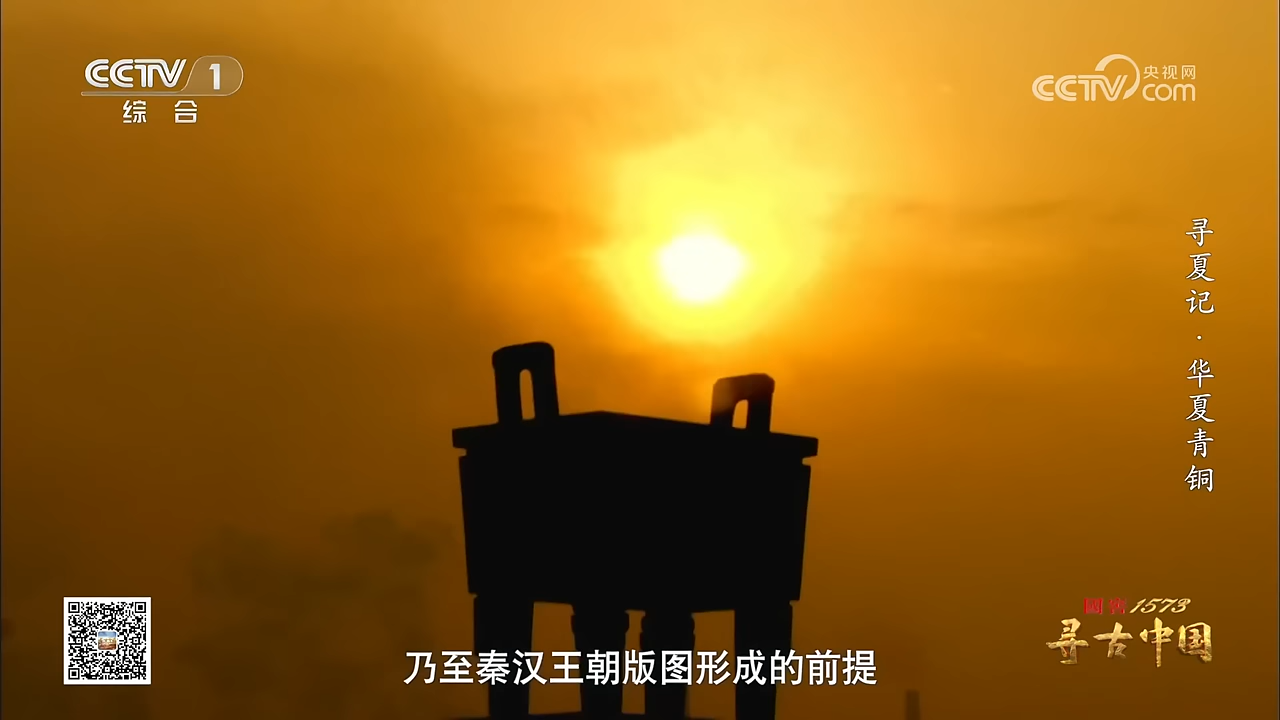 CCTV 1
综合
CCTV 央视网
com
寻夏记·华夏青铜
国窖1573
寻古中国
乃至秦汉王朝版图形成的前提